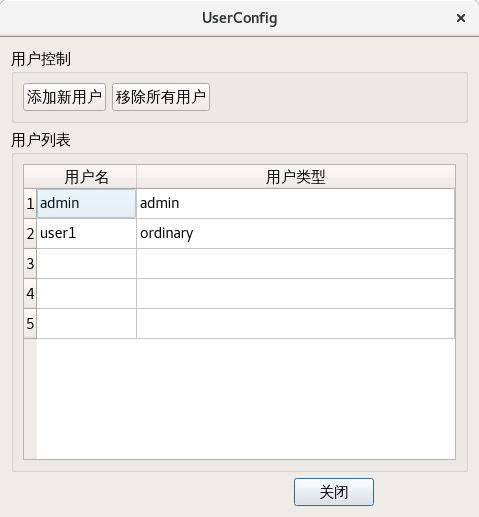 UserConfig ×
用户控制
添加新用户 移除所有用户
用户列表
用户名 用户类型
1 admin admin
2 user1 ordinary
3
4
5
关闭